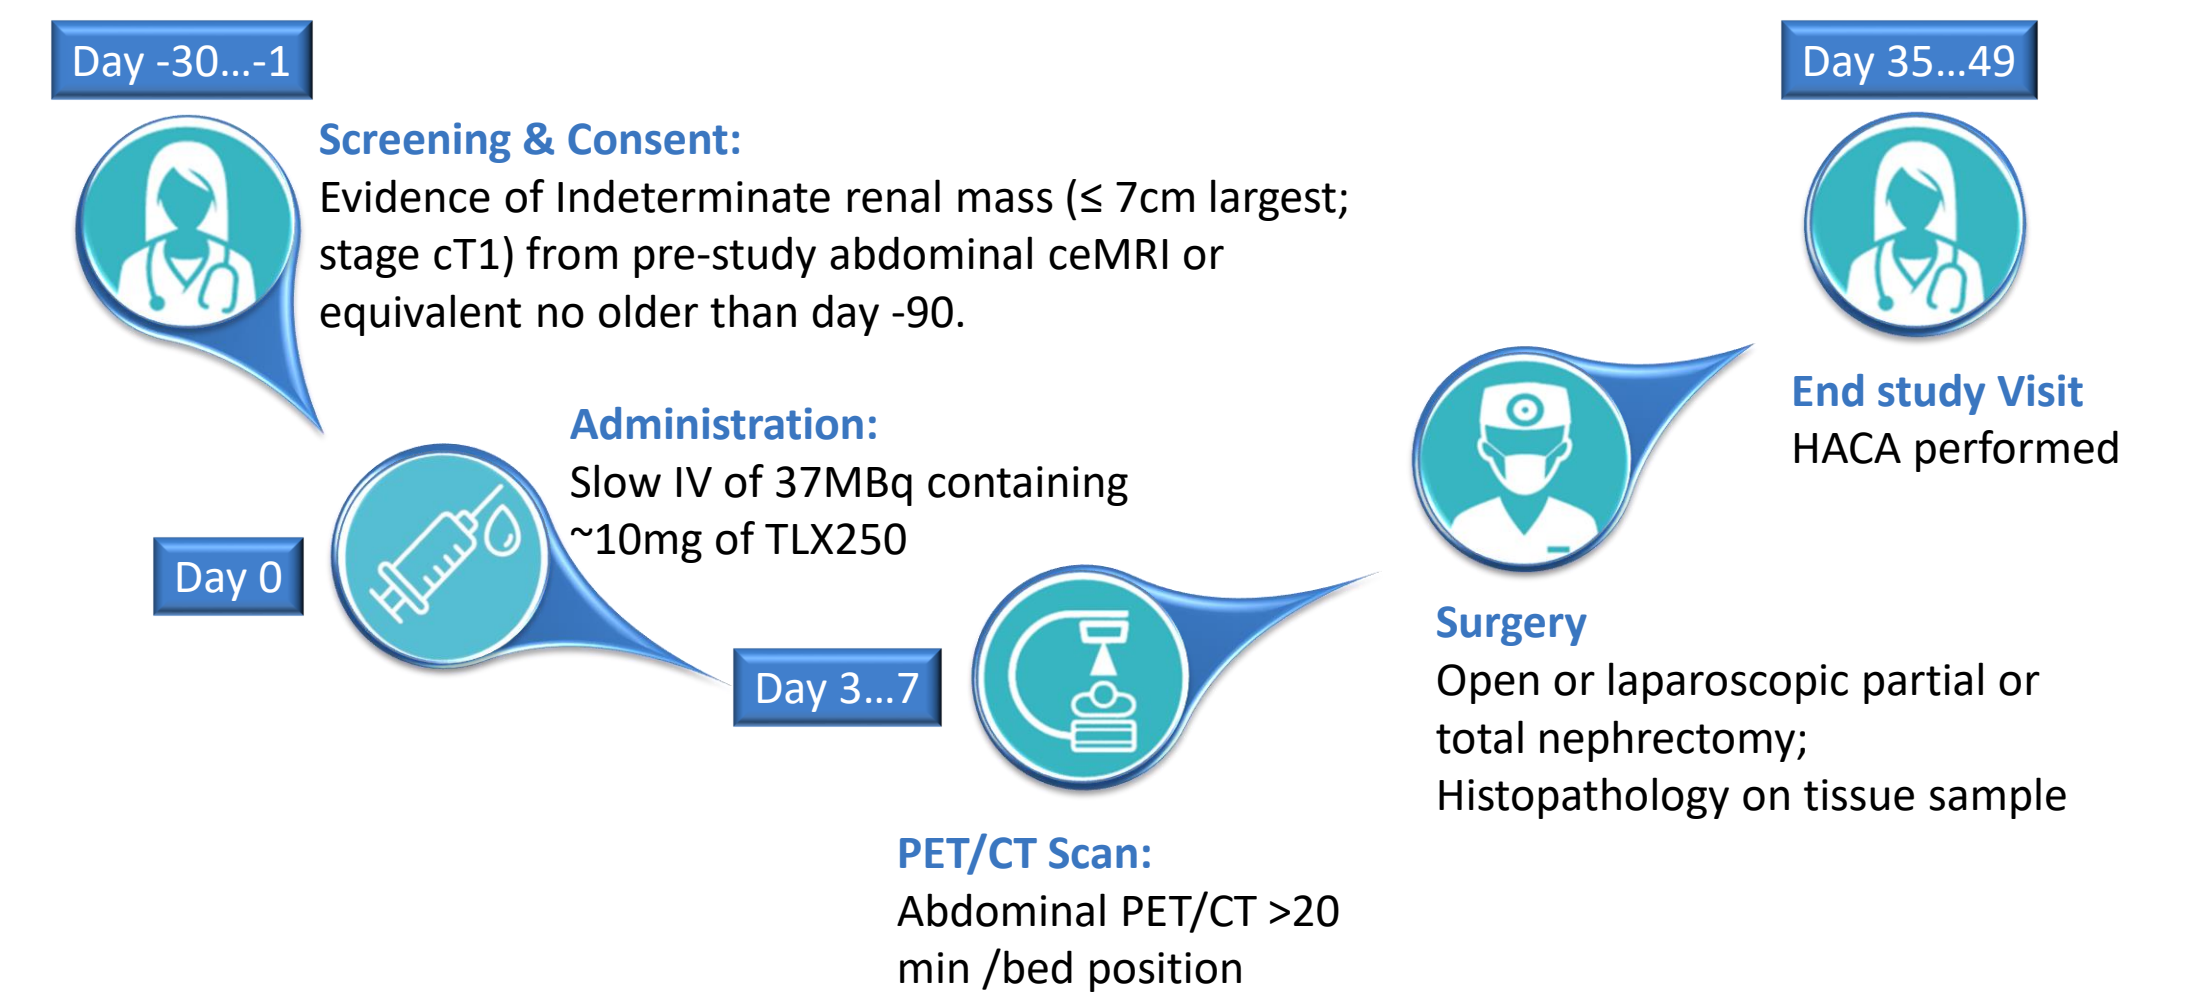 Day -30...-1
Screening & Consent:
Evidence of Indeterminate renal mass (≤ 7cm largest;
stage cT1) from pre-study abdominal ceMRI or
equivalent no older than day -90.
Day 0
Administration:
Slow IV of 37MBq containing
~10mg of TLX250
Day 3...7
PET/CT Scan:
Abdominal PET/CT >20
min /bed position
Surgery
Open or laparoscopic partial or
total nephrectomy;
Histopathology on tissue sample
Day 35...49
End study Visit
HACA performed